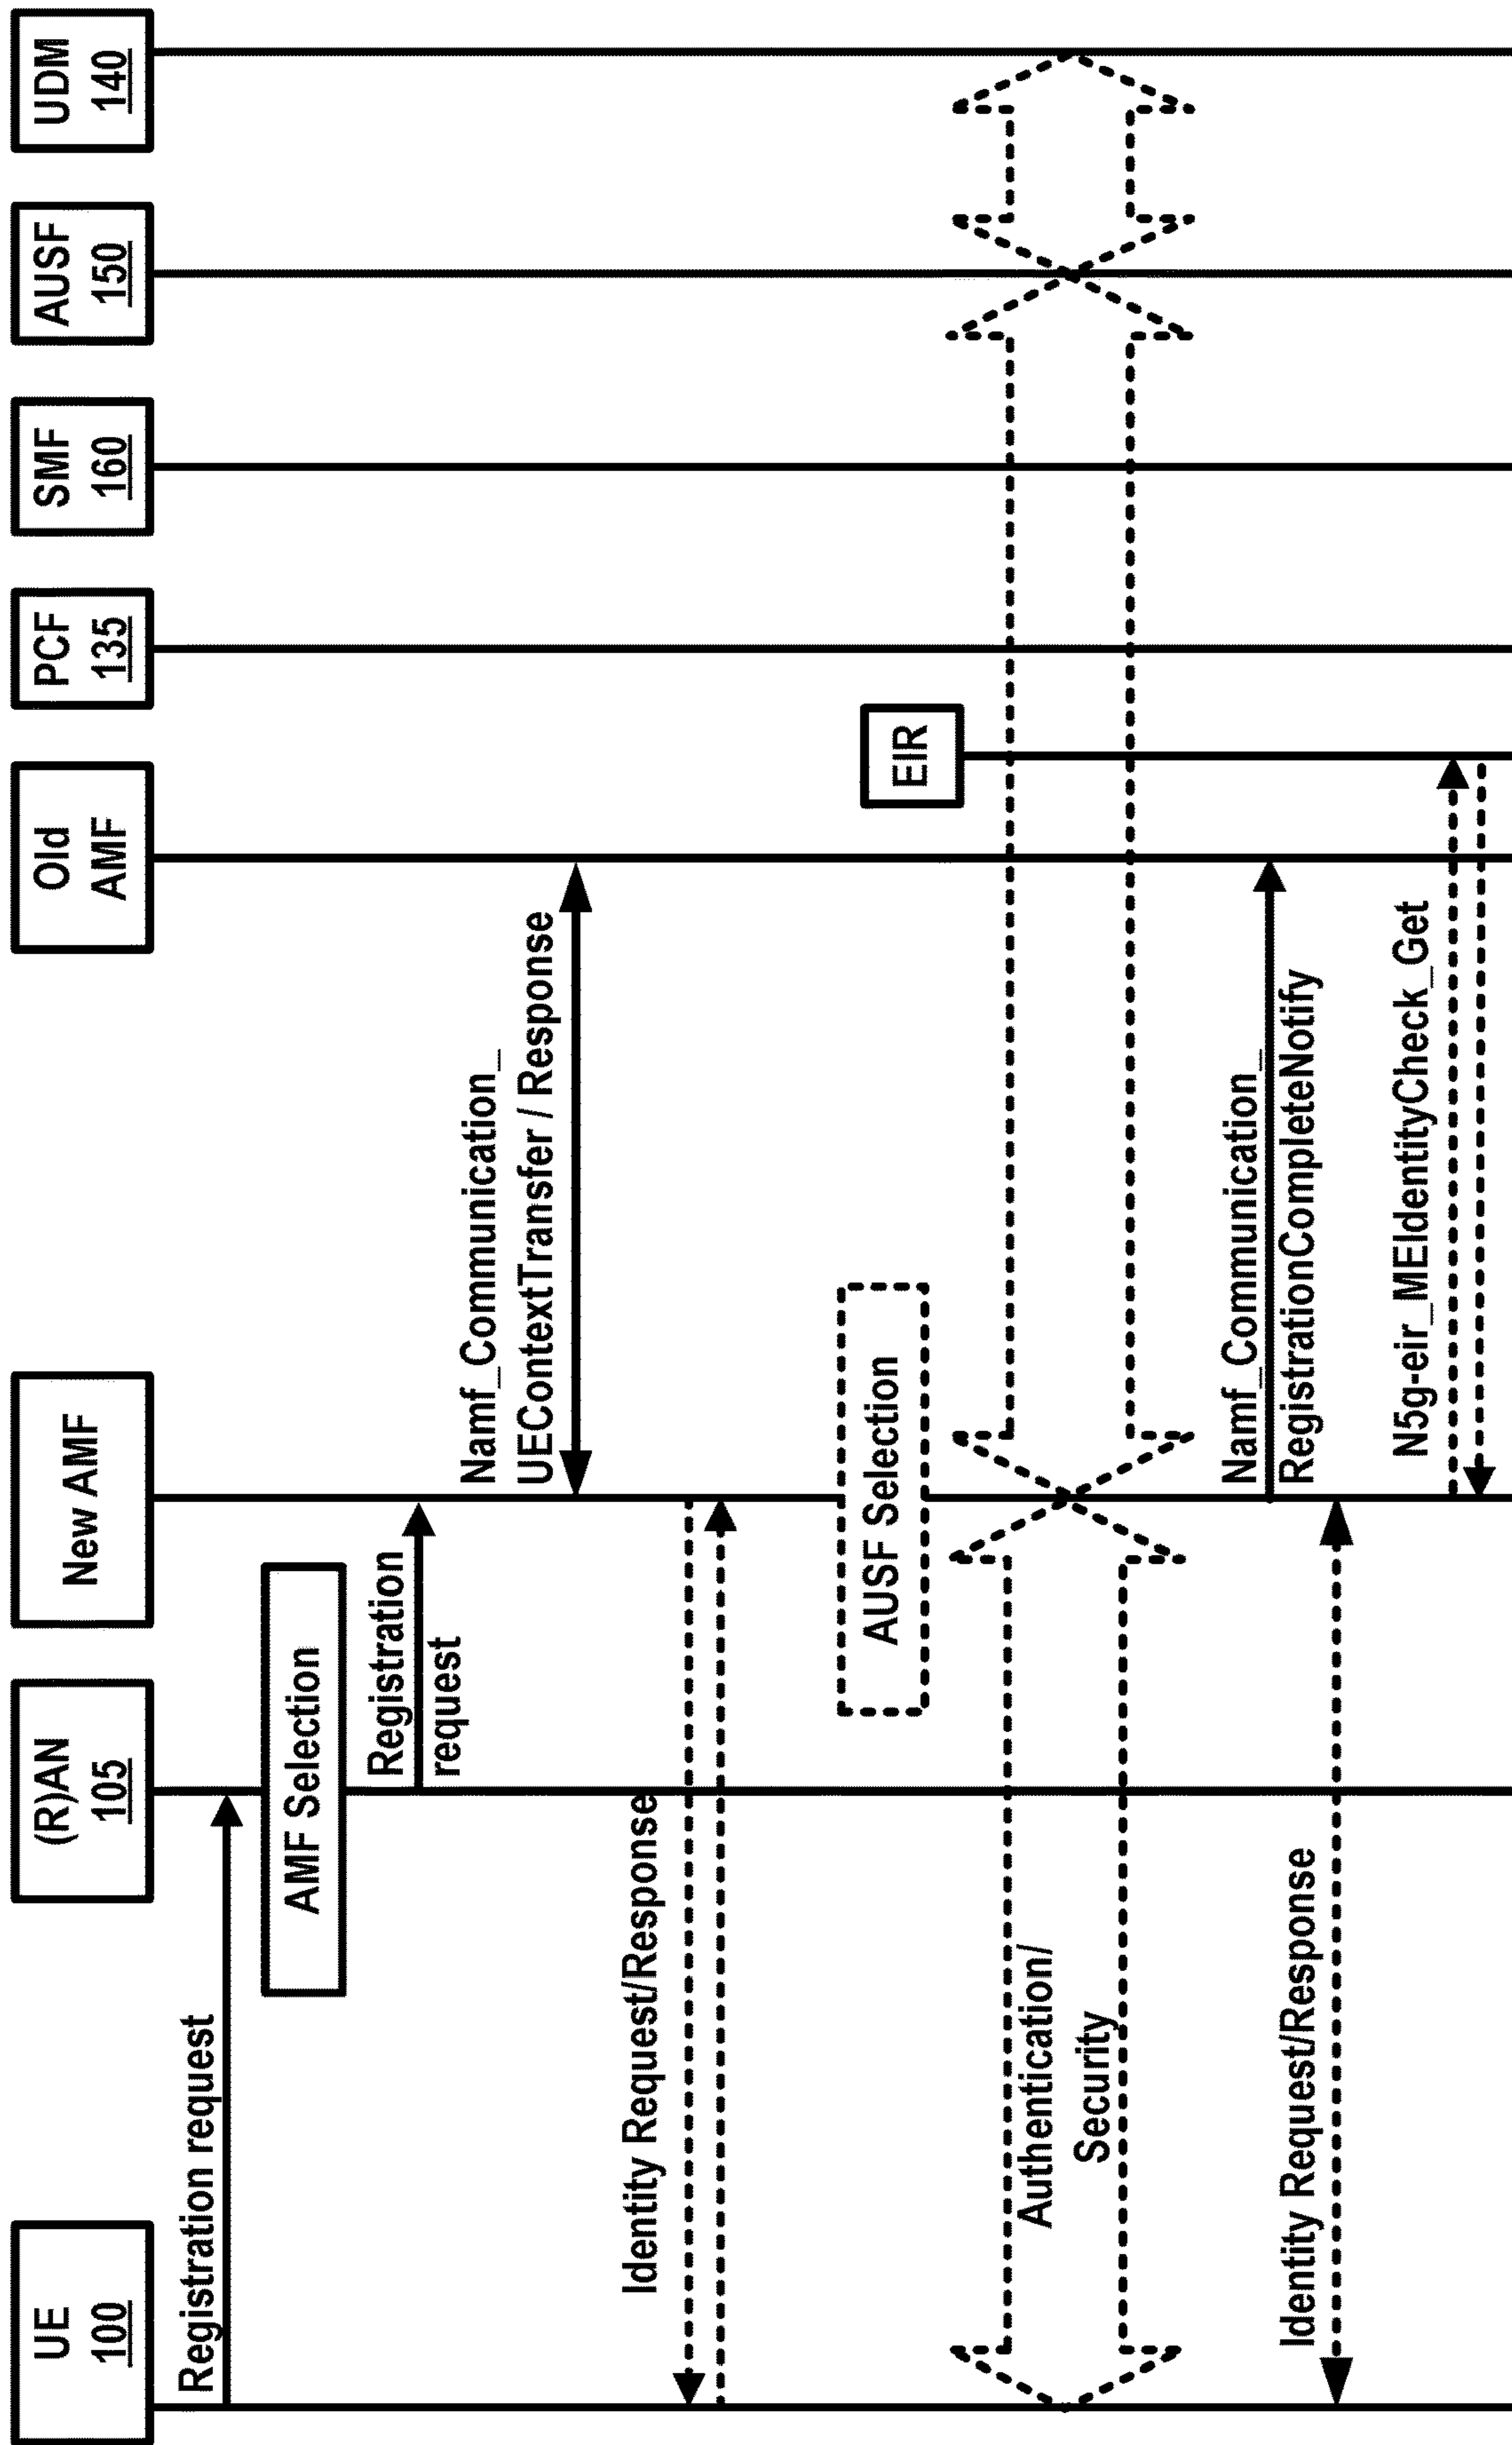 UE
100
(R)AN
105
New AMF
Old
AMF
PCF
135
SMF
160
AUSF
150
UDM
140
Registration request
AMF Selection
Registration
request
Namf_Communication_
UEContextTransfer / Response
Identity Request/Response
AUSF Selection
EIR
Authentication/
Security
Namf_Communication_
RegistrationCompleteNotify
Identity Request/Response
N5g-eir_MEIdentityCheck_Get